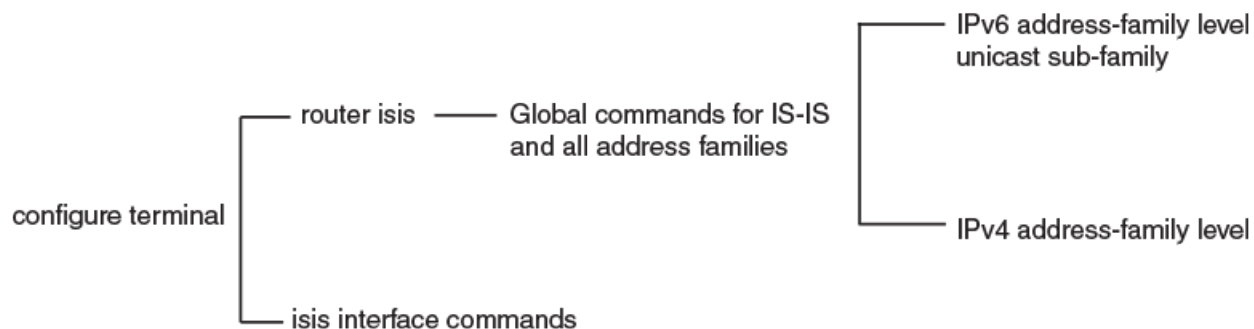 IPv6 address-family level
unicast sub-family
router isis
Global commands for IS-IS
and all address families
configure terminal
IPv4 address-family level
isis interface commands